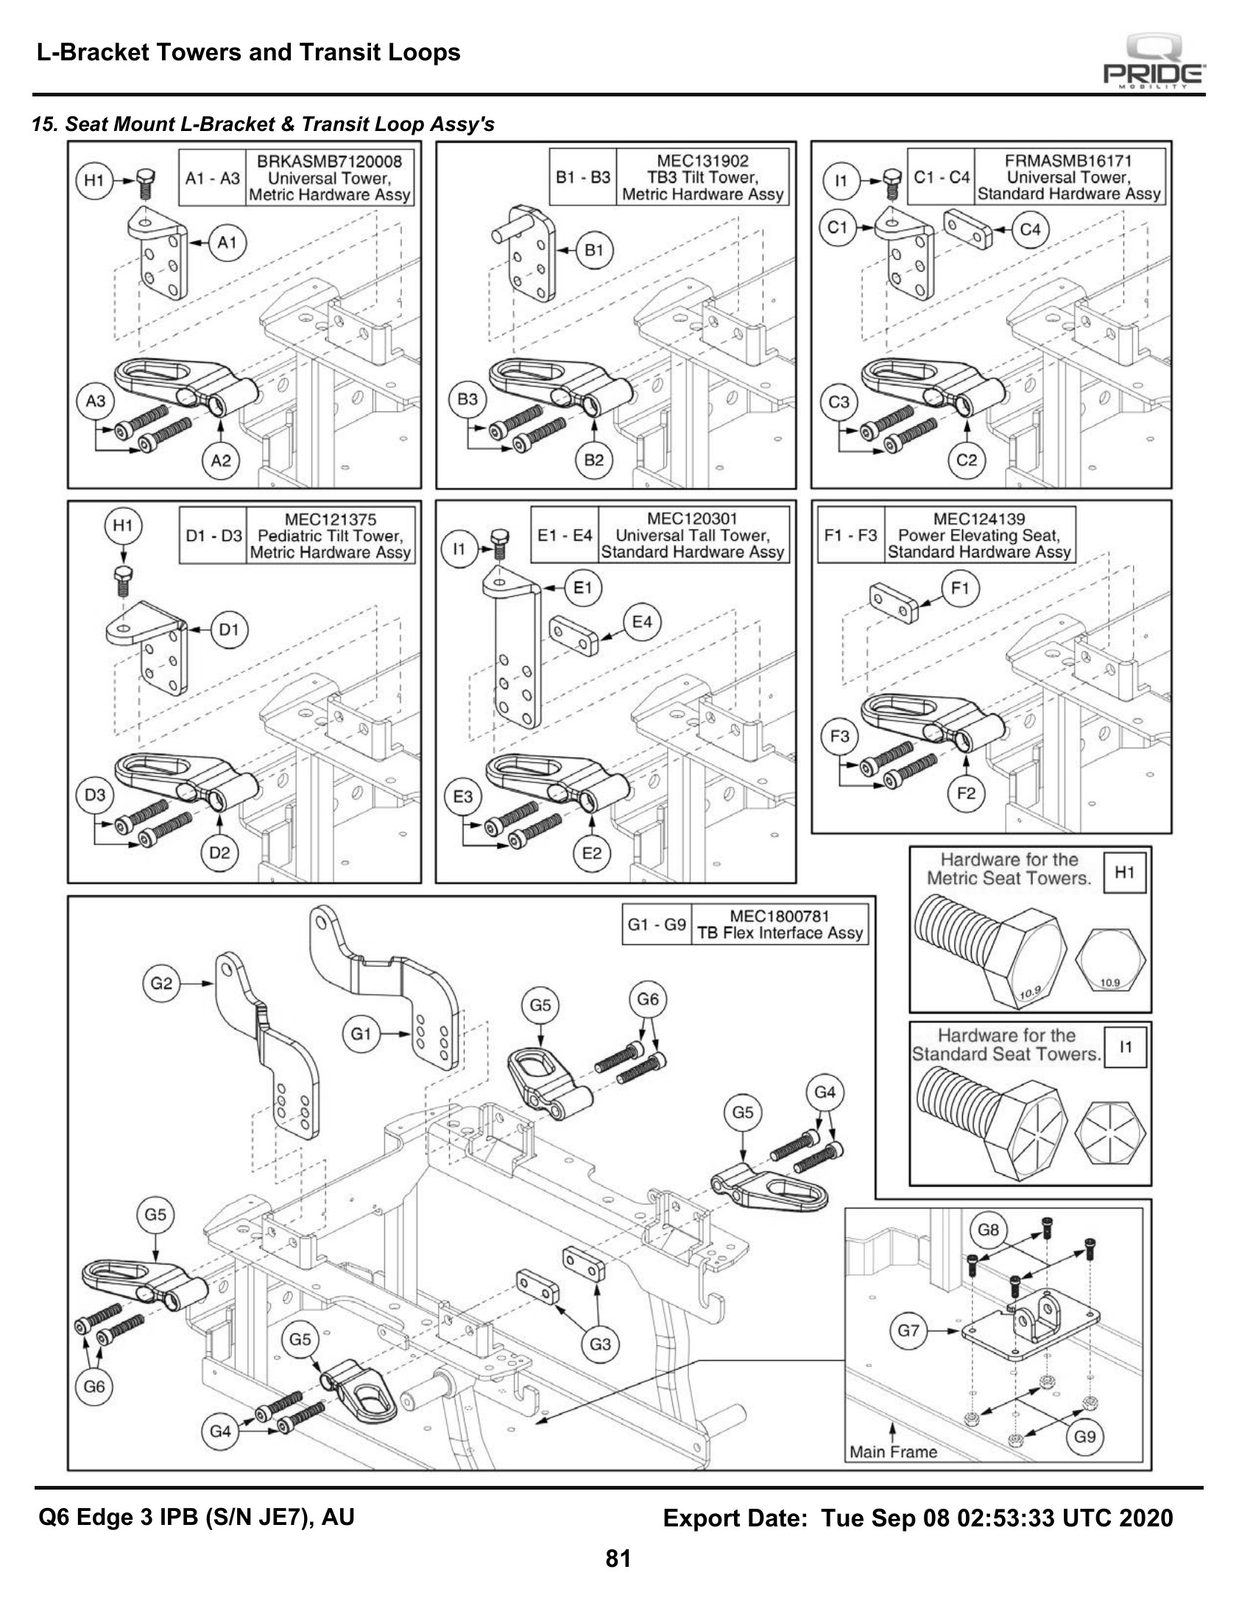 L-Bracket Towers and Transit Loops
Q
PRIDE
MOBILITY
15. Seat Mount L-Bracket & Transit Loop Assy's
H1
A1 - A3
BRKASMB7120008
Universal Tower,
Metric Hardware Assy
A1
A3
A2
B1 - B3
MEC131902
TB3 Tilt Tower,
Metric Hardware Assy
B1
B3
B2
I1
C1 - C4
FRMASMB16171
Universal Tower,
Standard Hardware Assy
C1
C4
C3
C2
H1
D1 - D3
MEC121375
Pediatric Tilt Tower,
Metric Hardware Assy
D1
D3
D2
I1
E1 - E4
MEC120301
Universal Tall Tower,
Standard Hardware Assy
E1
E4
E3
E2
F1 - F3
MEC124139
Power Elevating Seat,
Standard Hardware Assy
F1
F3
F2
Hardware for the
Metric Seat Towers.
H1
10.9
10.9
Hardware for the
Standard Seat Towers.
I1
G1 - G9
MEC1800781
TB Flex Interface Assy
G2
G1
G5
G6
G5
G4
G5
G6
G5
G4
G3
G8
G7
G9
Main Frame
Q6 Edge 3 IPB (S/N JE7), AU
Export Date: Tue Sep 08 02:53:33 UTC 2020
81